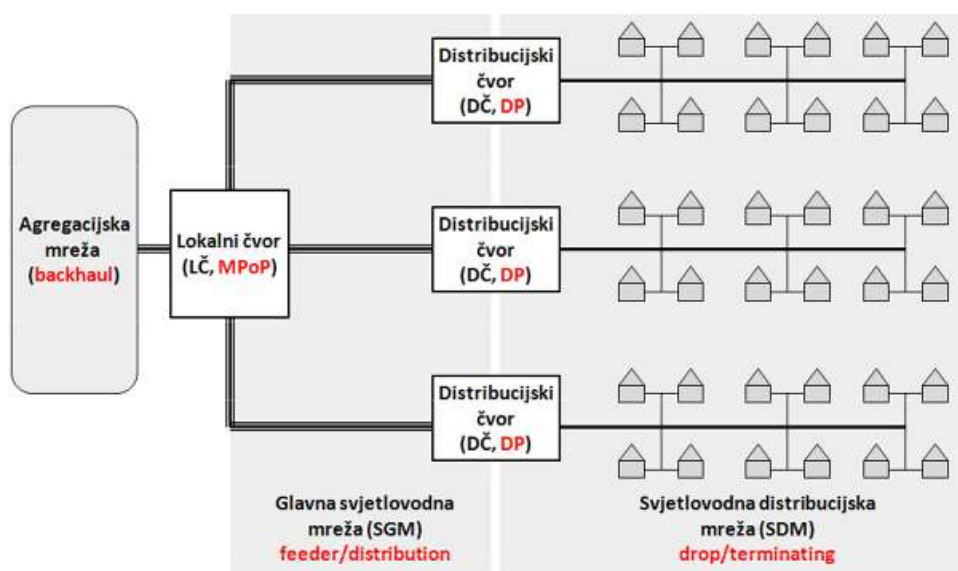 Agregacijska
mreža
(backhaul)
Lokalni čvor
(LČ, MPoP)
Distribucijski
čvor
(DČ, DP)
Distribucijski
čvor
(DČ, DP)
Distribucijski
čvor
(DČ, DP)
Glavna svjetlovodna
mreža (SGM)
feeder/distribution
Svjetlovodna distribucijska
mreža (SDM)
drop/terminating